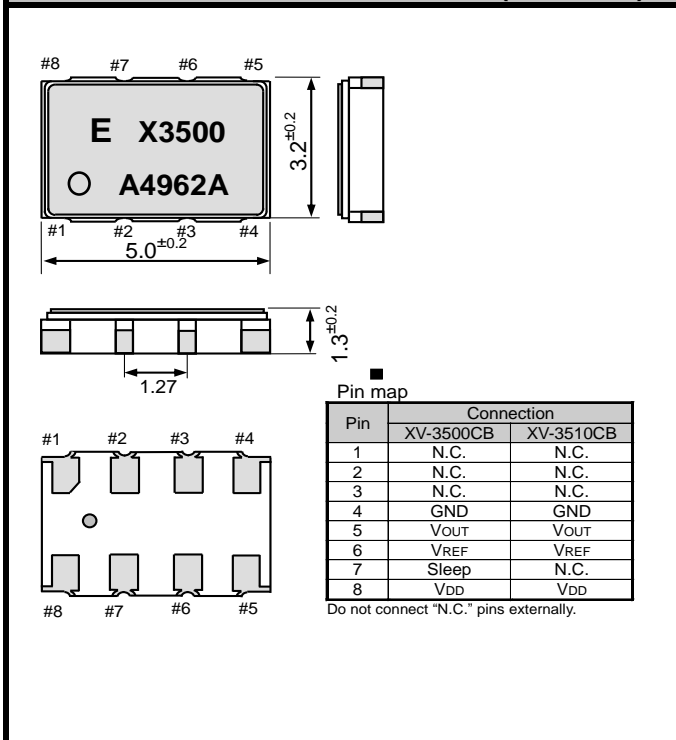 #8 #7 #6 #5
E X3500
A4962A
3.2±0.2
#1 #2 #3 #4
5.0±0.2
1.3±0.2
1.27
Pin map
Pin Connection
XV-3500CB XV-3510CB
1 N.C. N.C.
2 N.C. N.C.
3 N.C. N.C.
4 GND GND
5 VOUT VOUT
6 VREF VREF
7 Sleep N.C.
8 VDD VDD
Do not connect “N.C.” pins externally.
#1 #2 #3 #4
#8 #7 #6 #5